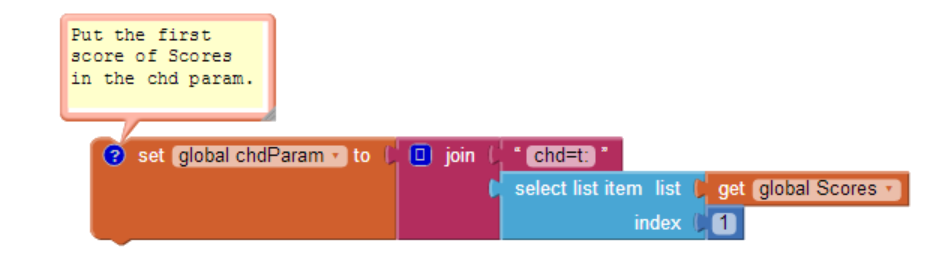 Put the first
score of Scores
in the chd param.
? set global chdParam to join " chd=t: "
select list item list get global Scores
index 1